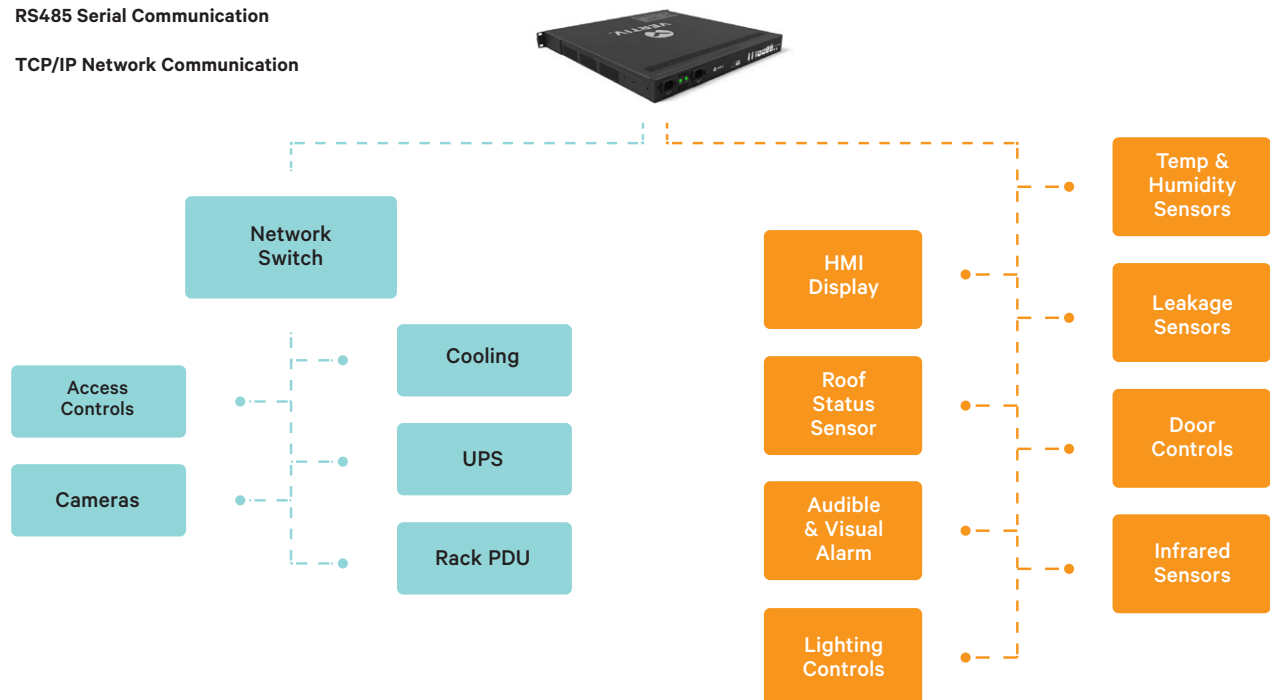 RS485 Serial Communication
TCP/IP Network Communication
VERTIV
Network
Switch
Access
Controls
Cameras
Cooling
UPS
Rack PDU
HMI
Display
Roof
Status
Sensor
Audible
& Visual
Alarm
Lighting
Controls
Temp &
Humidity
Sensors
Leakage
Sensors
Door
Controls
Infrared
Sensors